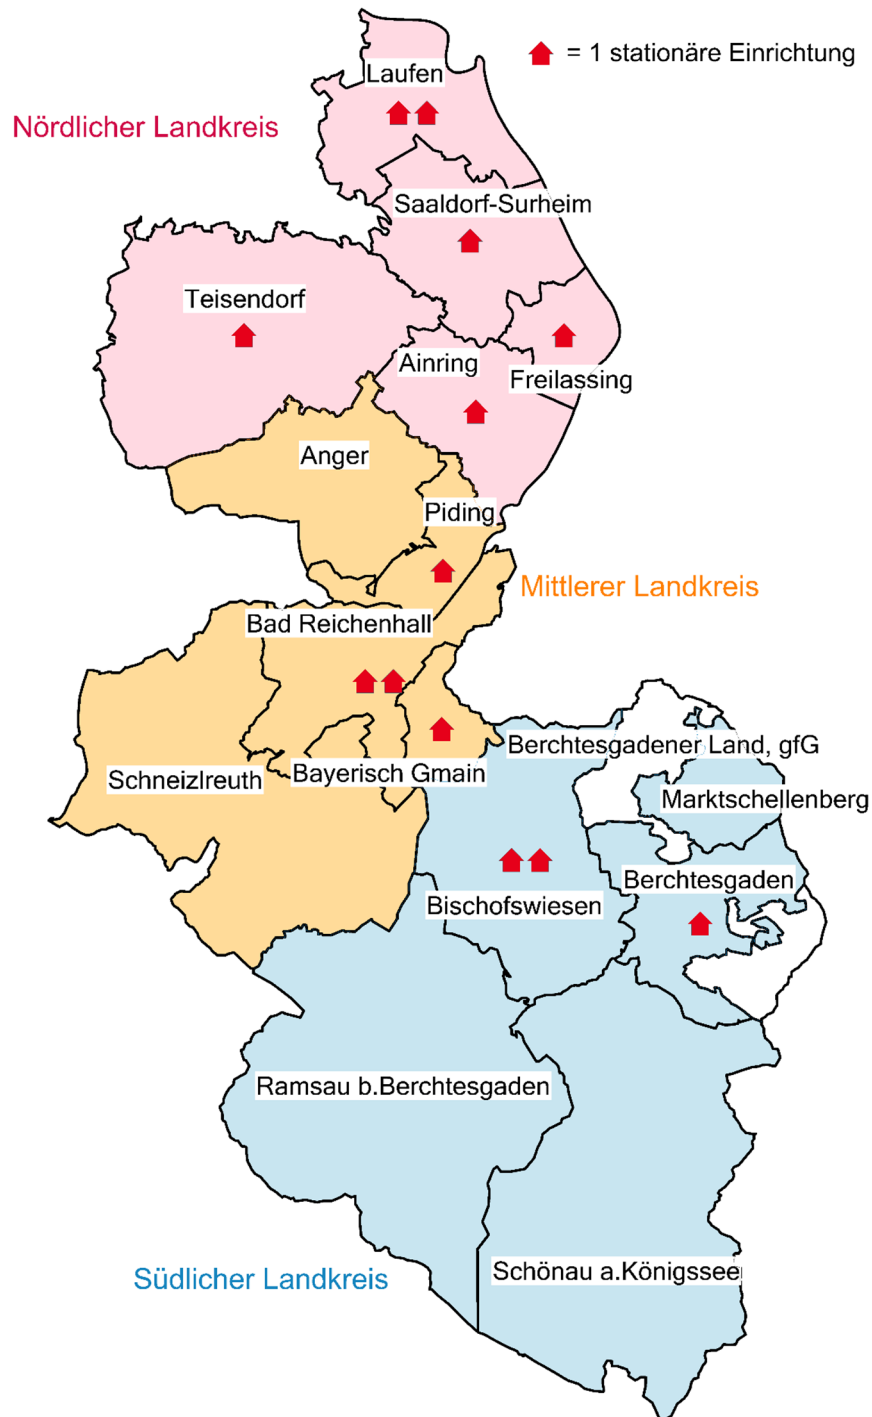 Laufen
= 1 stationäre Einrichtung
Nördlicher Landkreis
Saaldorf-Surheim
Teisendorf
Ainring
Freilassing
Anger
Piding
Mittlerer Landkreis
Bad Reichenhall
Berchtesgadener Land, gfG
Bayerisch Gmain
Schneizlreuth
Marktschellenberg
Berchtesgaden
Bischofswiesen
Ramsau b.Berchtesgaden
Schönau a.Königssee
Südlicher Landkreis